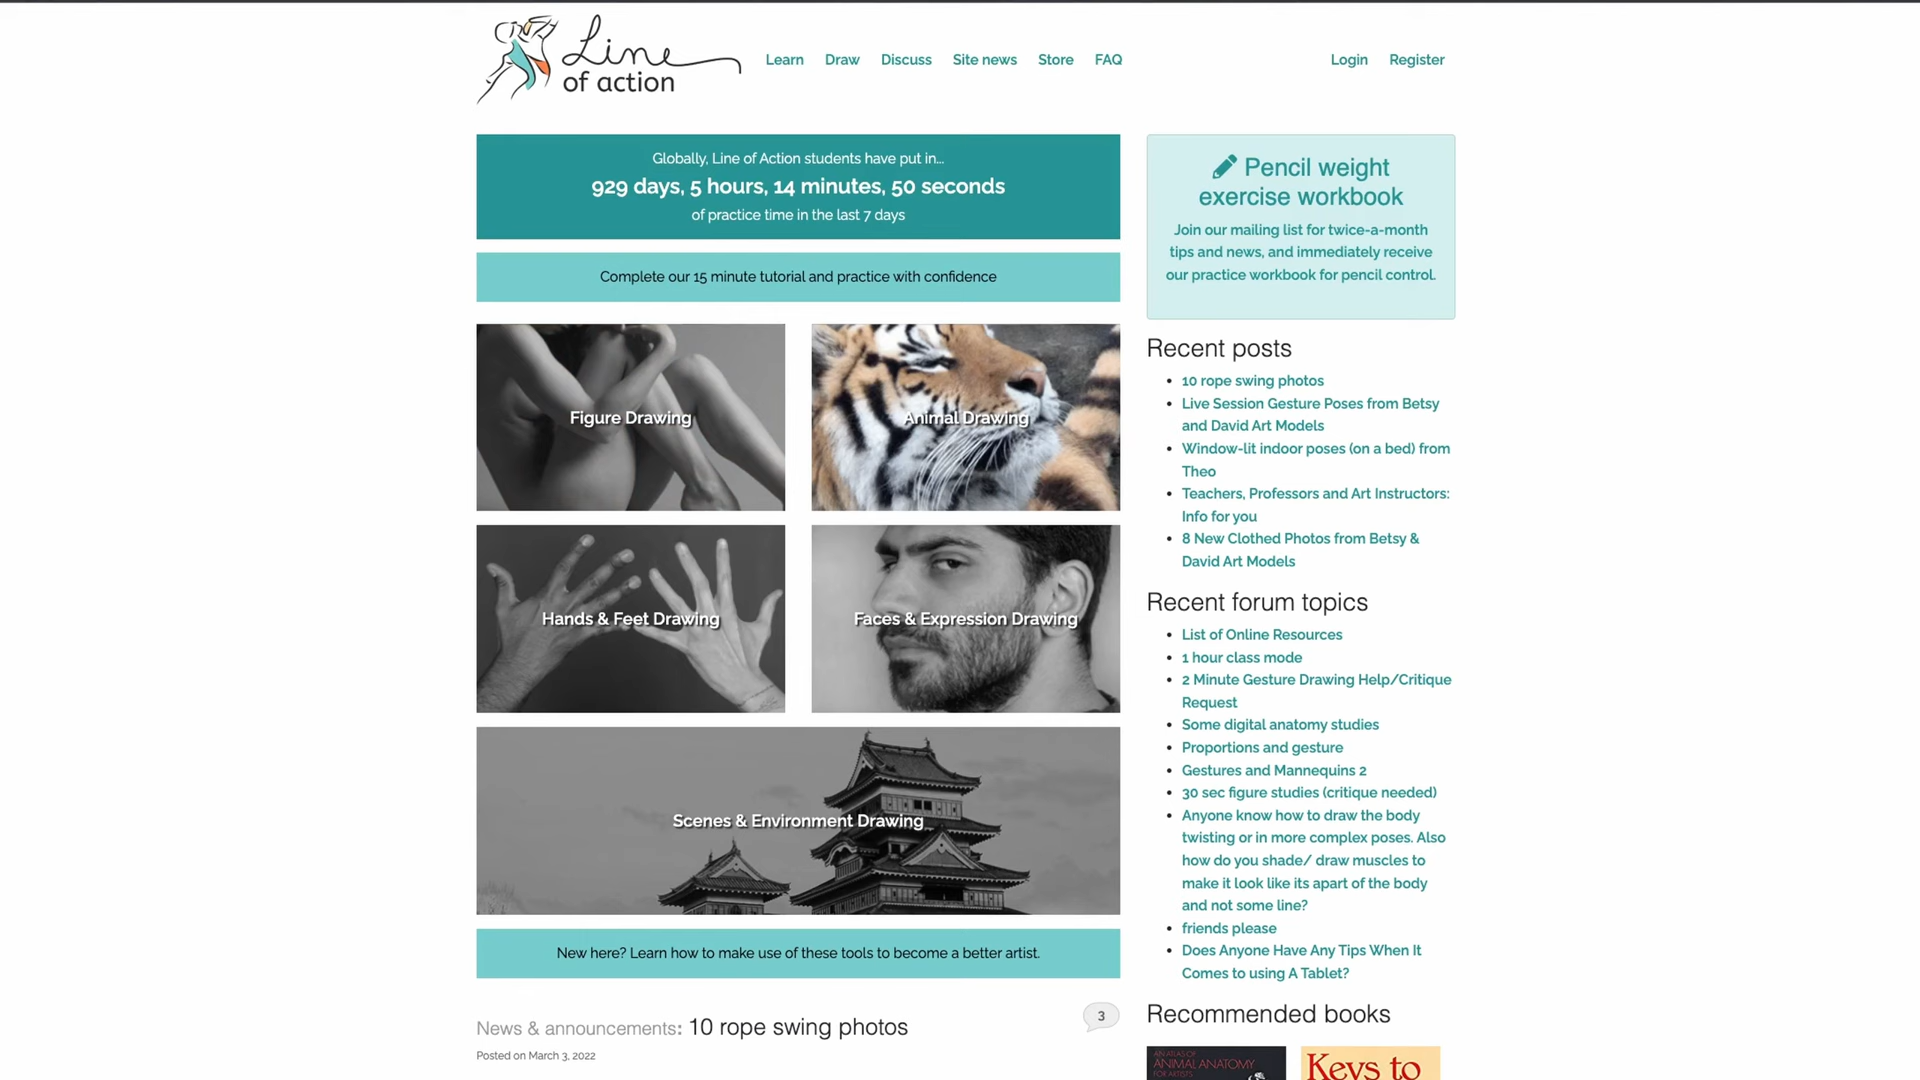 Line
of action
Learn Draw Discuss Site news Store FAQ
Login Register
Globally, Line of Action students have put in...
929 days, 5 hours, 14 minutes, 50 seconds
of practice time in the last 7 days
Complete our 15 minute tutorial and practice with confidence
Figure Drawing
Animal Drawing
Hands & Feet Drawing
Faces & Expression Drawing
Scenes & Environment Drawing
New here? Learn how to make use of these tools to become a better artist.
News & announcements: 10 rope swing photos
3
Posted on March 3, 2022
Pencil weight
exercise workbook
Join our mailing list for twice-a-month
tips and news, and immediately receive
our practice workbook for pencil control.
Recent posts
• 10 rope swing photos
• Live Session Gesture Poses from Betsy
and David Art Models
• Window-lit indoor poses (on a bed) from
Theo
• Teachers, Professors and Art Instructors:
Info for you
• 8 New Clothed Photos from Betsy &
David Art Models
Recent forum topics
• List of Online Resources
• 1 hour class mode
• 2 Minute Gesture Drawing Help/Critique
Request
• Some digital anatomy studies
• Proportions and gesture
• Gestures and Mannequins 2
• 30 sec figure studies (critique needed)
• Anyone know how to draw the body
twisting or in more complex poses. Also
how do you shade/ draw muscles to
make it look like its apart of the body
and not some line?
• friends please
• Does Anyone Have Any Tips When It
Comes to using A Tablet?
Recommended books
AN ATLAS OF
ANIMAL ANATOMY
FOR ARTISTS
Keys to